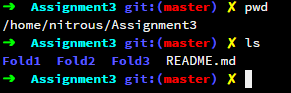 ➜ Assignment3 git:(master) ✗ pwd
/home/nitrous/Assignment3
➜ Assignment3 git:(master) ✗ ls
Fold1 Fold2 Fold3 README.md
➜ Assignment3 git:(master) ✗